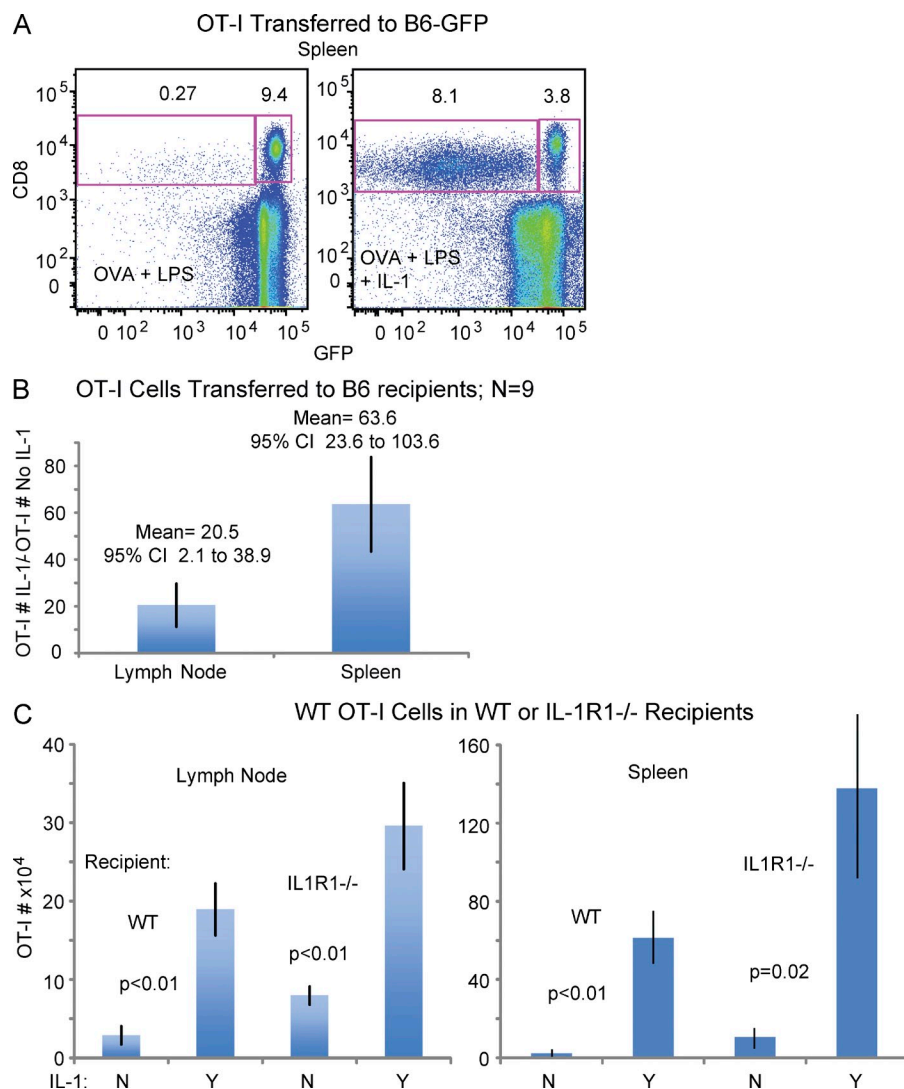 A
OT-I Transferred to B6-GFP
Spleen
0.27 9.4 8.1 3.8
10⁵ 10⁵
10⁴ 10⁴
CD8
10³ 10³
10² 10²
0 0
OVA + LPS
OVA + LPS
+ IL-1
0 10² 10³ 10⁴ 10⁵ 0 10² 10³ 10⁴ 10⁵
GFP
B OT-I Cells Transferred to B6 recipients; N=9
Mean= 63.6
95% CI 23.6 to 103.6
Mean= 20.5
95% CI 2.1 to 38.9
OT-I # IL-1/-OT-I # No IL-1
80
60
40
20
0
Lymph Node Spleen
C WT OT-I Cells in WT or IL-1R1-/- Recipients
Lymph Node Spleen
OT-I # x10⁴
40
30
20
10
0
160
120
80
40
0
Recipient:
WT
IL1R1-/-
p<0.01
p<0.01
WT
IL1R1-/-
p<0.01
p=0.02
IL-1: N Y N Y N Y N Y